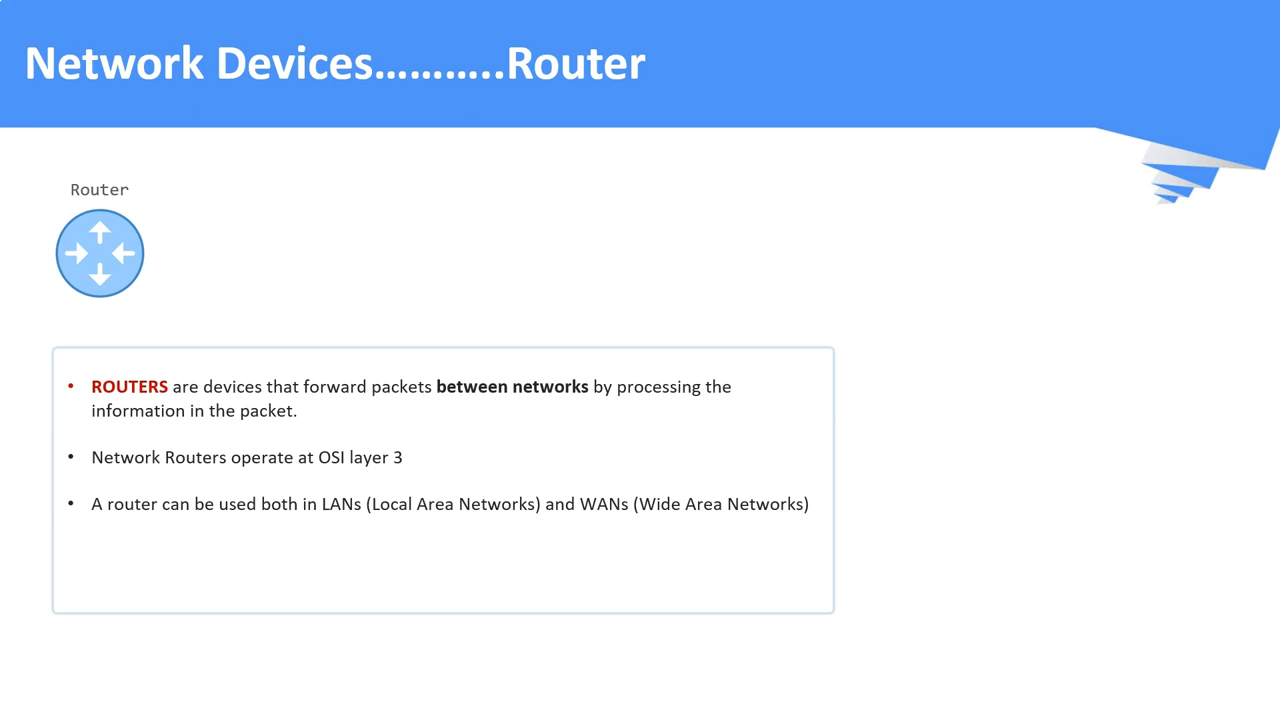 Network Devices………..Router
Router
• ROUTERS are devices that forward packets between networks by processing the
information in the packet.
• Network Routers operate at OSI layer 3
• A router can be used both in LANs (Local Area Networks) and WANs (Wide Area Networks)